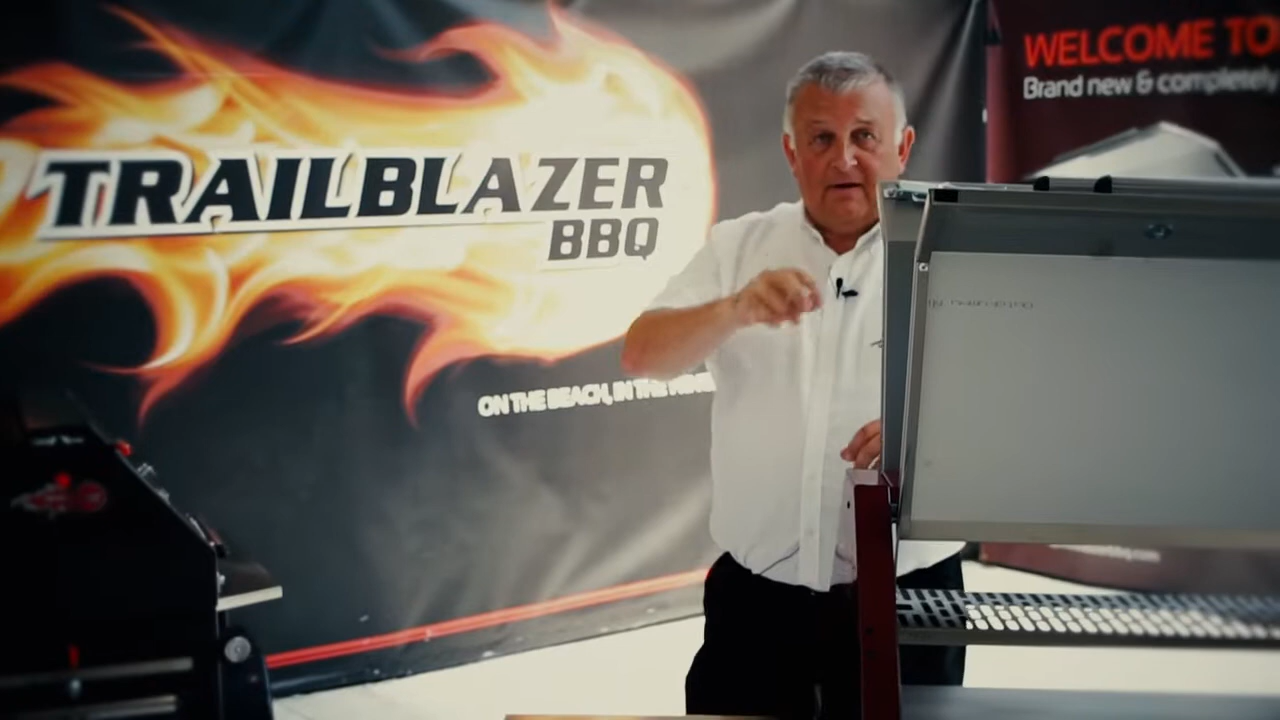 TRAILBLAZER
BBQ
ON THE BEACH, IN THE
WELCOME TO
Brand new & completely